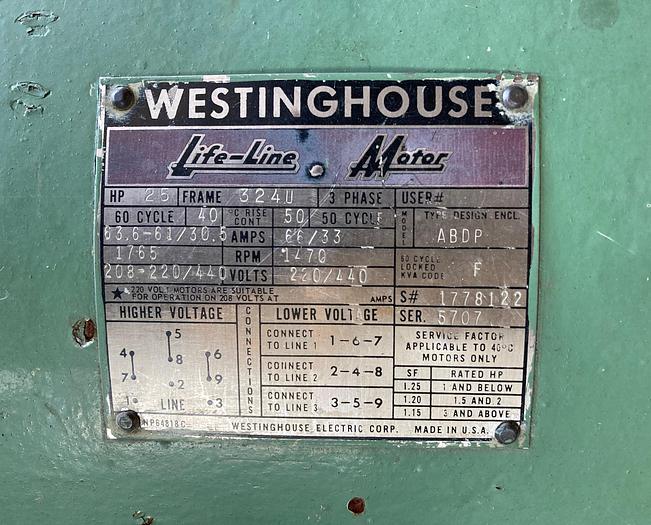 WESTINGHOUSE
Life-Line Motor
HP 25 FRAME 324U 3 PHASE USER#
60 CYCLE 40 °C RISE CONT 50 50 CYCLE MODEL TYPE DESIGN ENCL.
63.6-61/30.5 AMPS 66/33 ABDP
1765 RPM 1470 60 CYCLE LOCKED KVA CODE F
208-220/440 VOLTS 220/440
★ 220 VOLT MOTORS ARE SUITABLE
FOR OPERATION ON 208 VOLTS AT AMPS S# 1778122
HIGHER VOLTAGE CONNECTIONS LOWER VOLTAGE SER. 5707
CONNECT TO LINE 1 1-6-7
CONNECT TO LINE 2 2-4-8
CONNECT TO LINE 3 3-5-9
5
4 8 6
7 2 9
1 LINE 3
SERVICE FACTOR
APPLICABLE TO 40°C
MOTORS ONLY
SF RATED HP
1.25 1 AND BELOW
1.20 1.5 AND 2
1.15 3 AND ABOVE
NP64818C WESTINGHOUSE ELECTRIC CORP. MADE IN U.S.A.